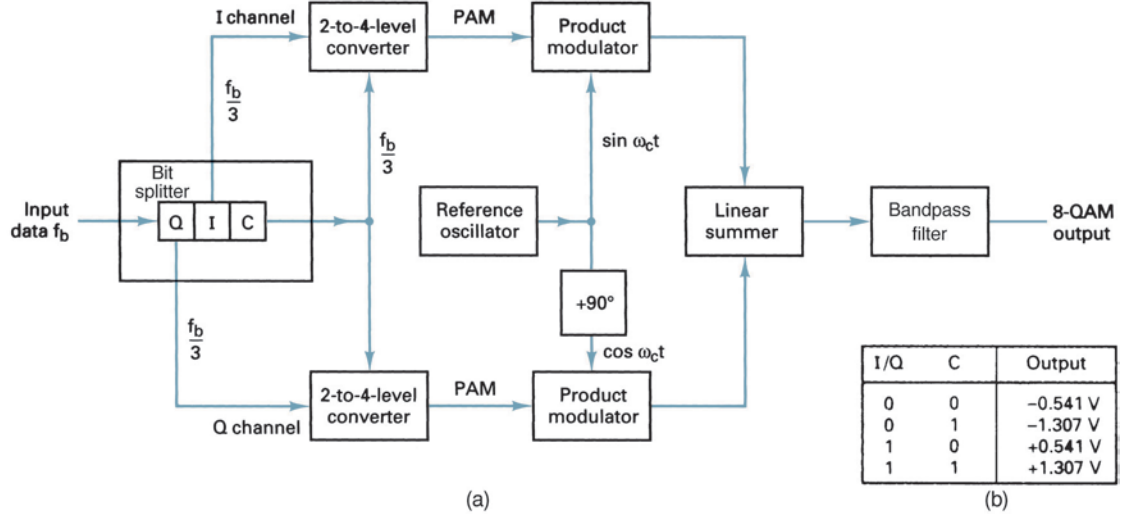 I channel
2-to-4-level
converter
PAM
Product
modulator
f_b
3
f_b
3
sin ω_ct
Bit
splitter
Input
data f_b
Q I C
Reference
oscillator
Linear
summer
Bandpass
filter
8-QAM
output
+90°
f_b
3
cos ω_ct
2-to-4-level
converter
PAM
Product
modulator
Q channel
I/Q C Output
0 0 −0.541 V
0 1 −1.307 V
1 0 +0.541 V
1 1 +1.307 V
(a)
(b)